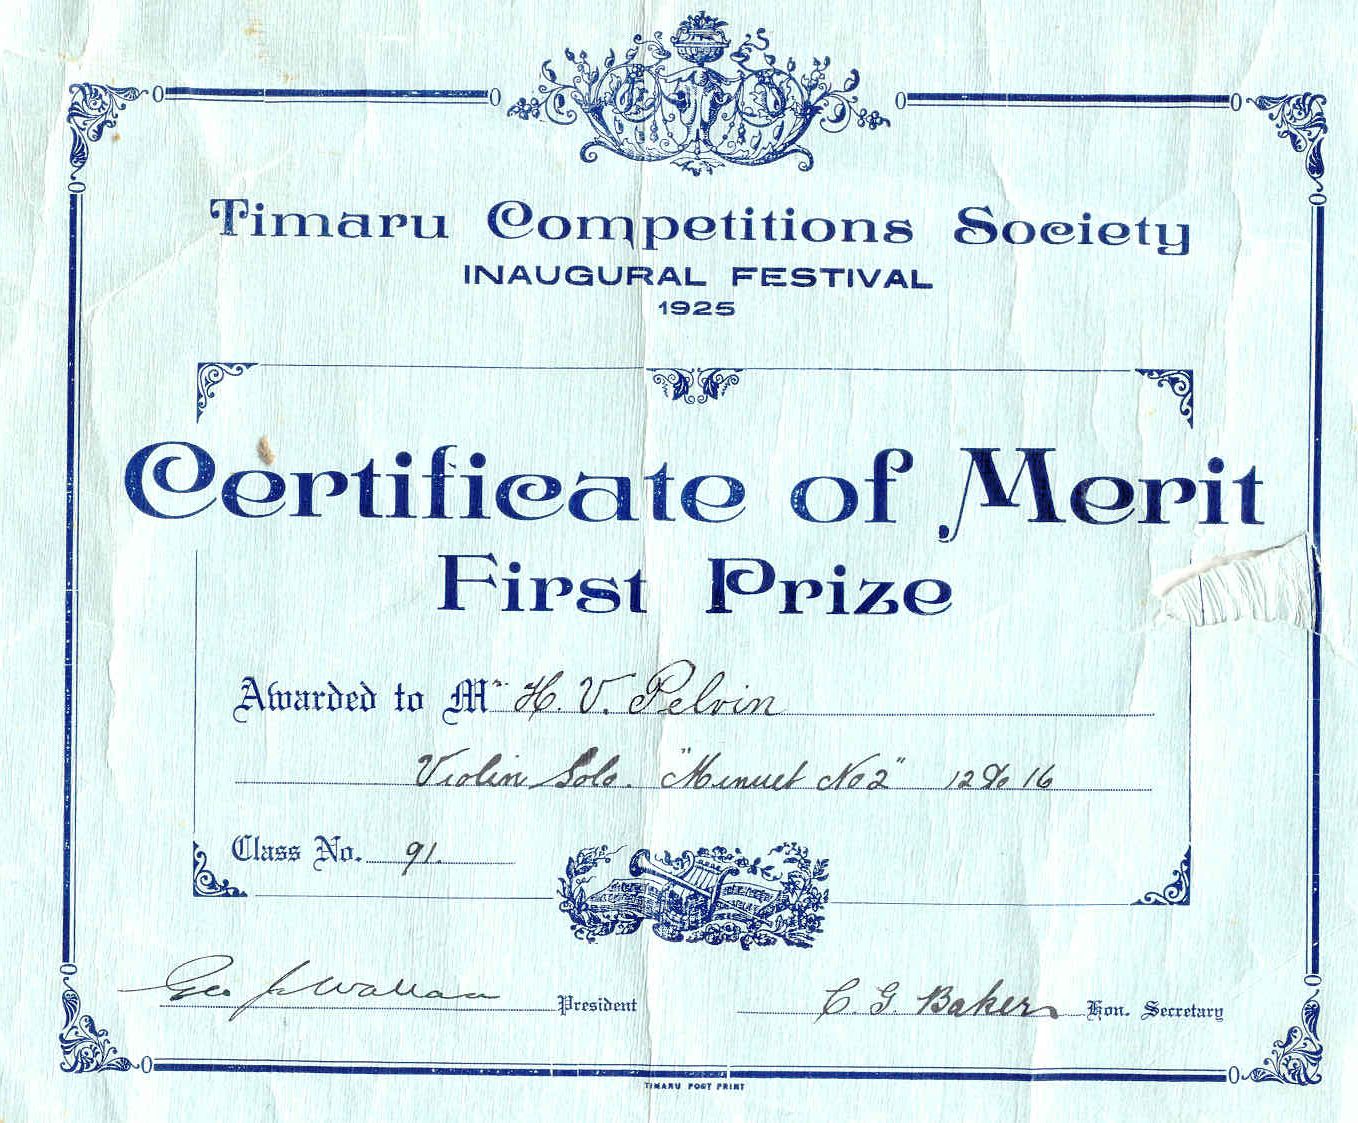 Timaru Competitions Society
INAUGURAL FESTIVAL
1925
Certificate of Merit
First Prize
Awarded to Mr. H. V. Pelvin
Violin Solo. "Minuet No 2" 12 to 16
Class No. 91.
Geo President
C. G. Baker Hon. Secretary
TIMARU POST PRINT